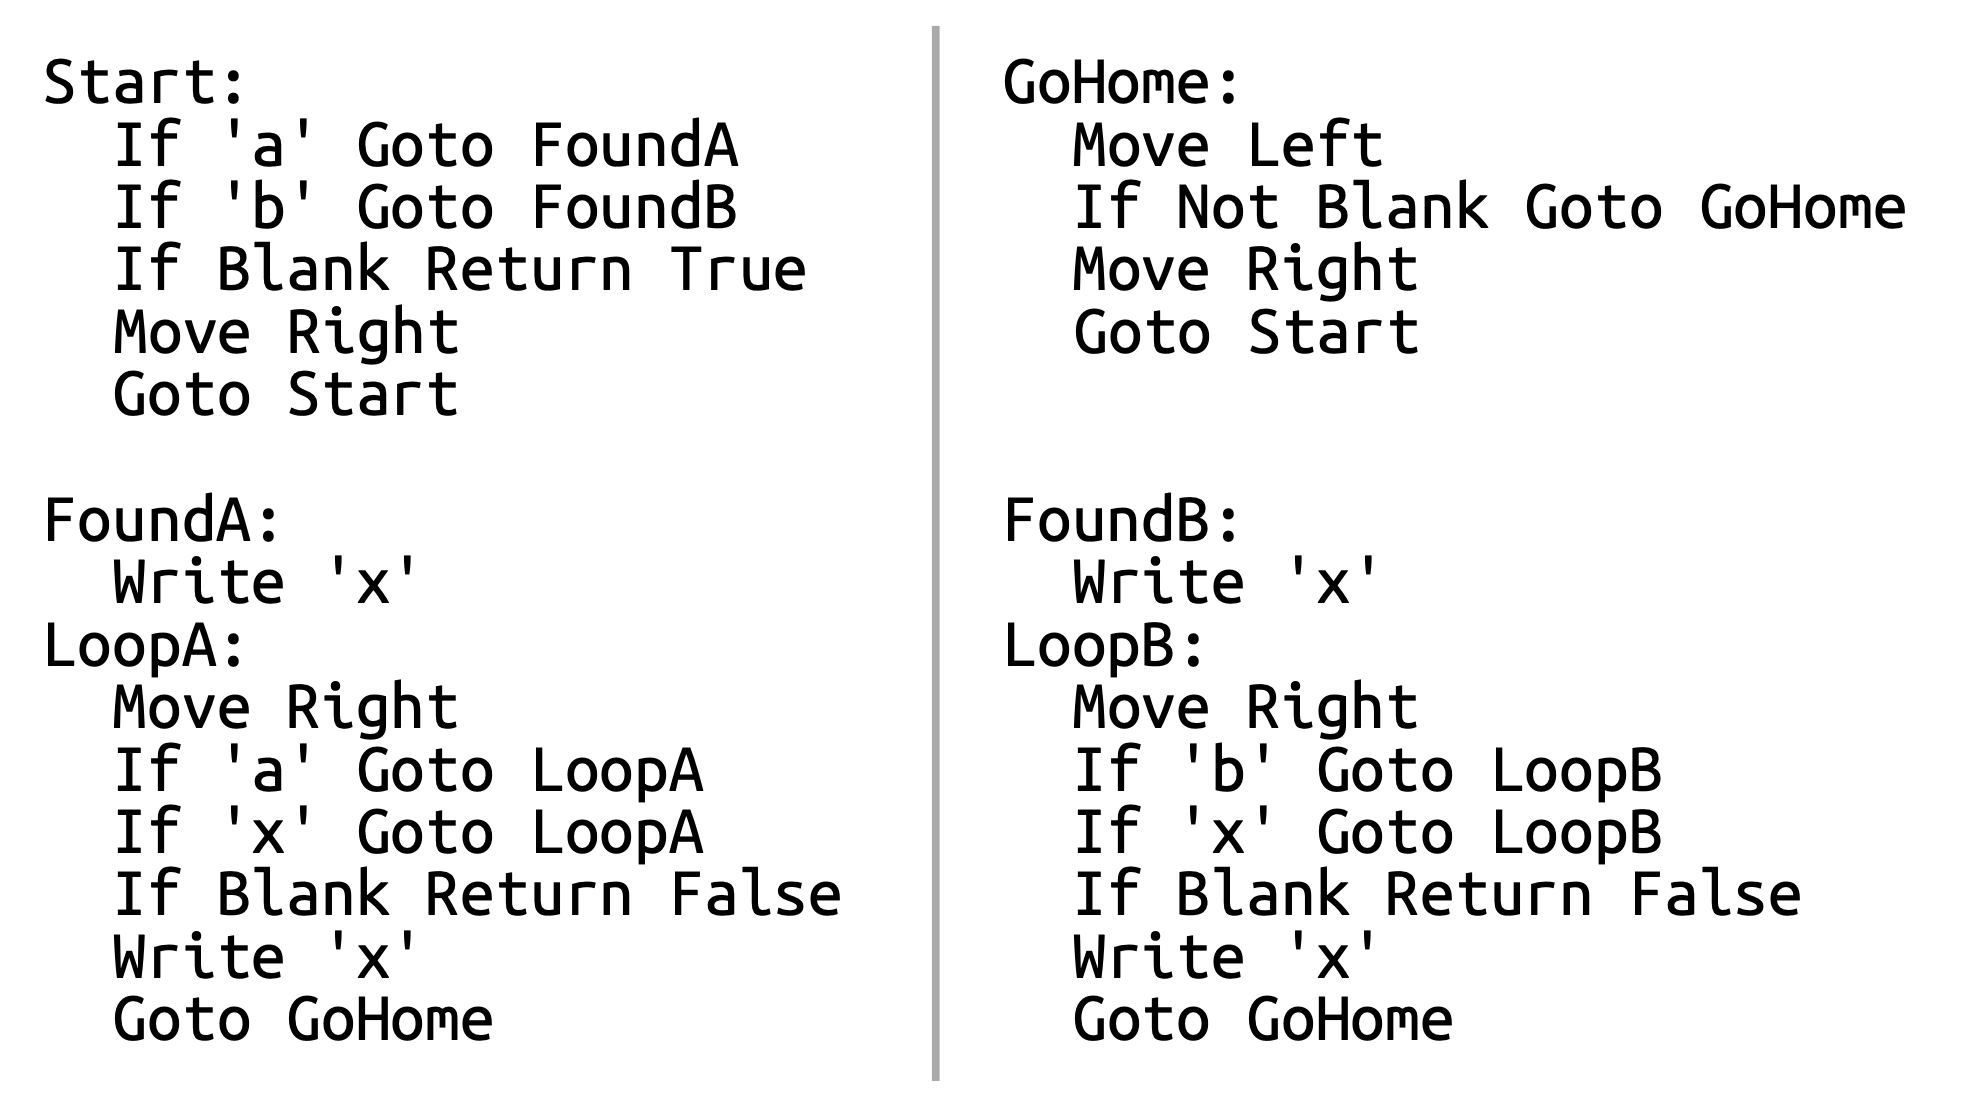 Start:
If 'a' Goto FoundA
If 'b' Goto FoundB
If Blank Return True
Move Right
Goto Start
FoundA:
Write 'x'
LoopA:
Move Right
If 'a' Goto LoopA
If 'x' Goto LoopA
If Blank Return False
Write 'x'
Goto GoHome
GoHome:
Move Left
If Not Blank Goto GoHome
Move Right
Goto Start
FoundB:
Write 'x'
LoopB:
Move Right
If 'b' Goto LoopB
If 'x' Goto LoopB
If Blank Return False
Write 'x'
Goto GoHome